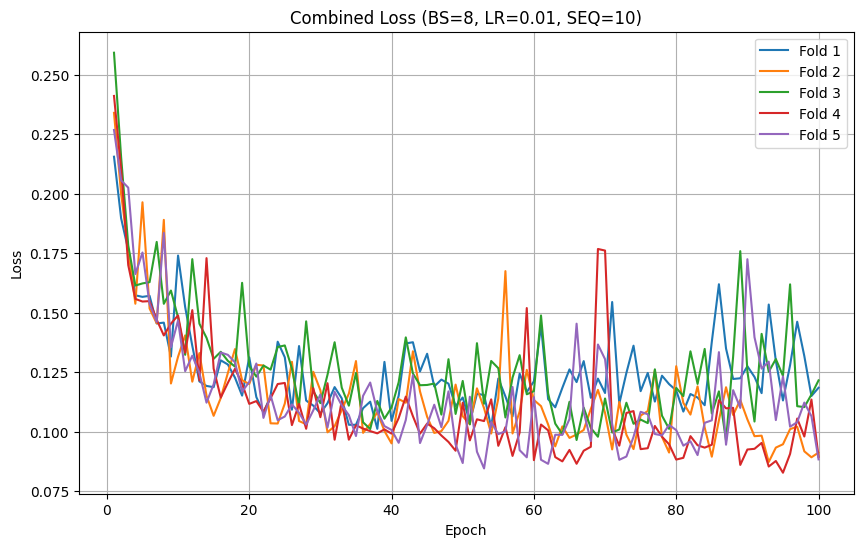 Combined Loss (BS=8, LR=0.01, SEQ=10)
Fold 1
Fold 2
Fold 3
Fold 4
Fold 5
0.250
0.225
0.200
0.175
0.150
0.125
0.100
0.075
Loss
0 20 40 60 80 100
Epoch